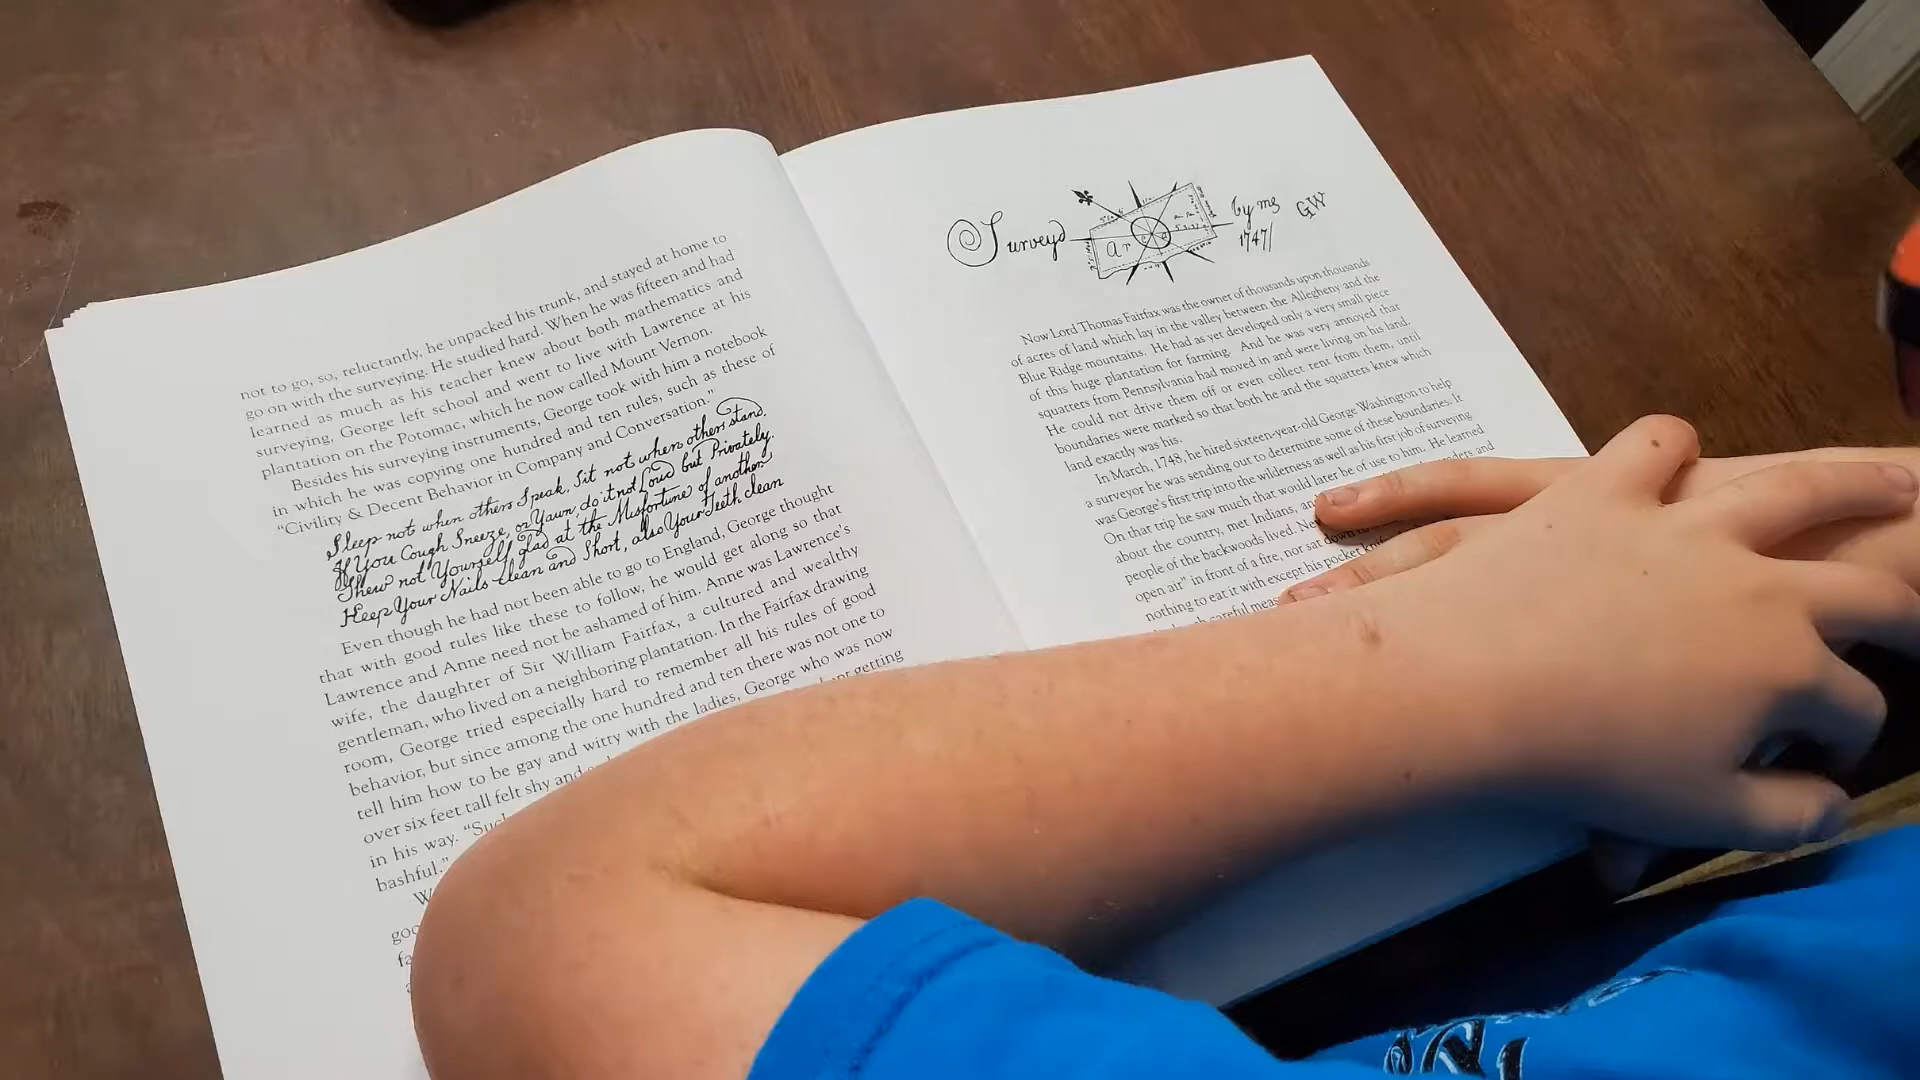 not to go, so, reluctantly, he unpacked his trunk, and stayed at home to
go on with the surveying. He studied hard. When he was fifteen and had
learned as much as his teacher knew about both mathematics and
surveying, George left school and went to live with Lawrence at his
plantation on the Potomac, which he now called Mount Vernon.
Besides his surveying instruments, George took with him a notebook
in which he was copying one hundred and ten rules, such as these of
“Civility & Decent Behavior in Company and Conversation.”
Sleep not when others Speak, Sit not when others stand.
If You Cough Sneeze, or Yawn, do it not Loud but Privately.
Shew not Yourself glad at the Misfortune of another.
Keep Your Nails clean and Short, also Your Teeth clean
Even though he had not been able to go to England, George thought
that with good rules like these to follow, he would get along so that
Lawrence and Anne need not be ashamed of him. Anne was Lawrence’s
wife, the daughter of Sir William Fairfax, a cultured and wealthy
gentleman, who lived on a neighboring plantation. In the Fairfax drawing
room, George tried especially hard to remember all his rules of good
behavior, but since among the one hundred and ten there was not one to
tell him how to be gay and witty with the ladies, George who was now
over six feet tall felt shy and getting
in his way. “Such
bashful.”
Surveyd by me GW
1747/
Now Lord Thomas Fairfax was the owner of thousands upon thousands
of acres of land which lay in the valley between the Allegheny and the
Blue Ridge mountains. He had as yet developed only a very small piece
of this huge plantation for farming. And he was very annoyed that
squatters from Pennsylvania had moved in and were living on his land.
He could not drive them off or even collect rent from them, until
boundaries were marked so that both he and the squatters knew which
land exactly was his.
In March, 1748, he hired sixteen-year-old George Washington to help
a surveyor he was sending out to determine some of these boundaries. It
was George’s first trip into the wilderness as well as his first job of surveying.
On that trip he saw much that would later be of use to him. He learned
about the country, met Indians, and and
people of the backwoods lived.
open air” in front of a fire, nor sat down to
nothing to eat it with except his pocket
careful